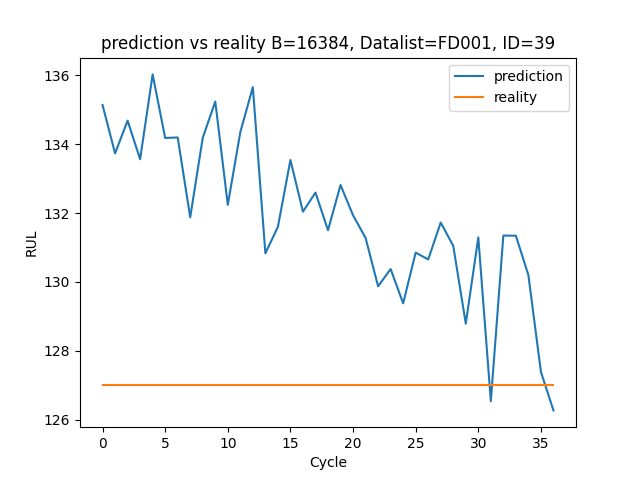 prediction vs reality B=16384, Datalist=FD001, ID=39
prediction
reality
136
134
132
130
128
126
RUL
0 5 10 15 20 25 30 35
Cycle